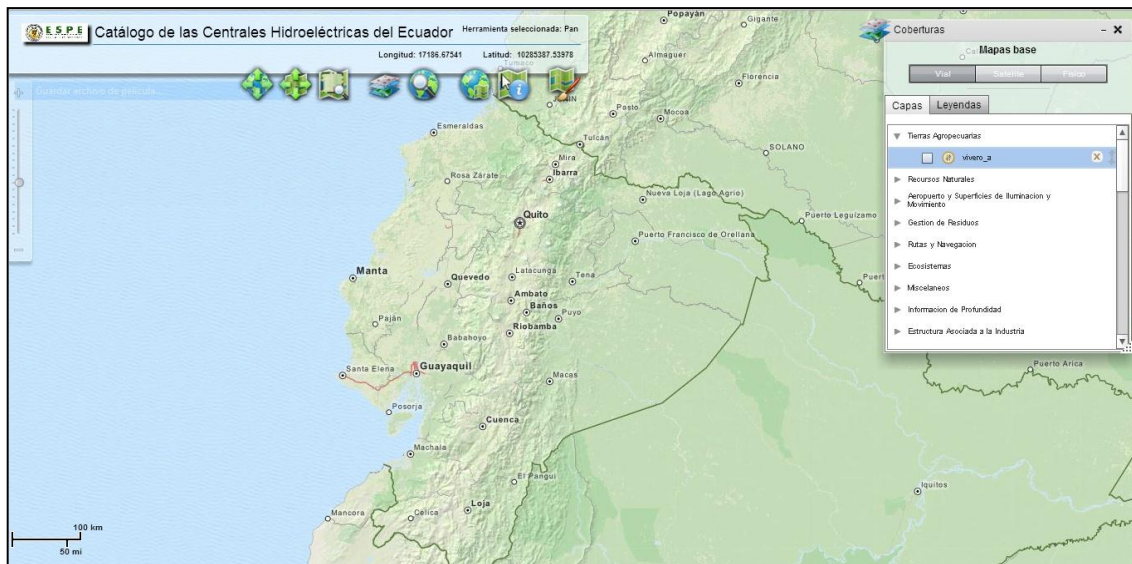 ESPE
Catálogo de las Centrales Hidroeléctricas del Ecuador
Herramienta seleccionada: Pan
Longitud: 17186.67541 Latitud: 10285387.53978
Guardar archivo de película...
Coberturas
Mapas base
Vial Satelite Fisico
Capas Leyendas
Tierras Agropecuarias
vivero_a
Recursos Naturales
Aeropuerto y Superficies de Iluminacion y
Movimiento
Gestion de Residuos
Rutas y Navegacion
Ecosistemas
Miscelaneos
Informacion de Profundidad
Estructura Asociada a la Industria
Popayán
Gigante
Almaguer
Florencia
Tumaco
Posto
Mocoa
Esmeraldas
Tulcán
SOLANO
Mira
Ibarra
Rosa Zárate
Nueva Loja (Lago Agrio)
Puerto Leguízamo
Quito
Puerto Francisco de Orellana
Manta
Quevedo
Latacunga
Tena
Ambato
Baños
Puyo
Paján
Riobamba
Babahoyo
Santa Elena
Guayaquil
Macas
Puerto Arica
Posorja
Cuenca
Machala
El Pangui
Iquitos
Loja
Mancora
Celica
100 km
50 mi